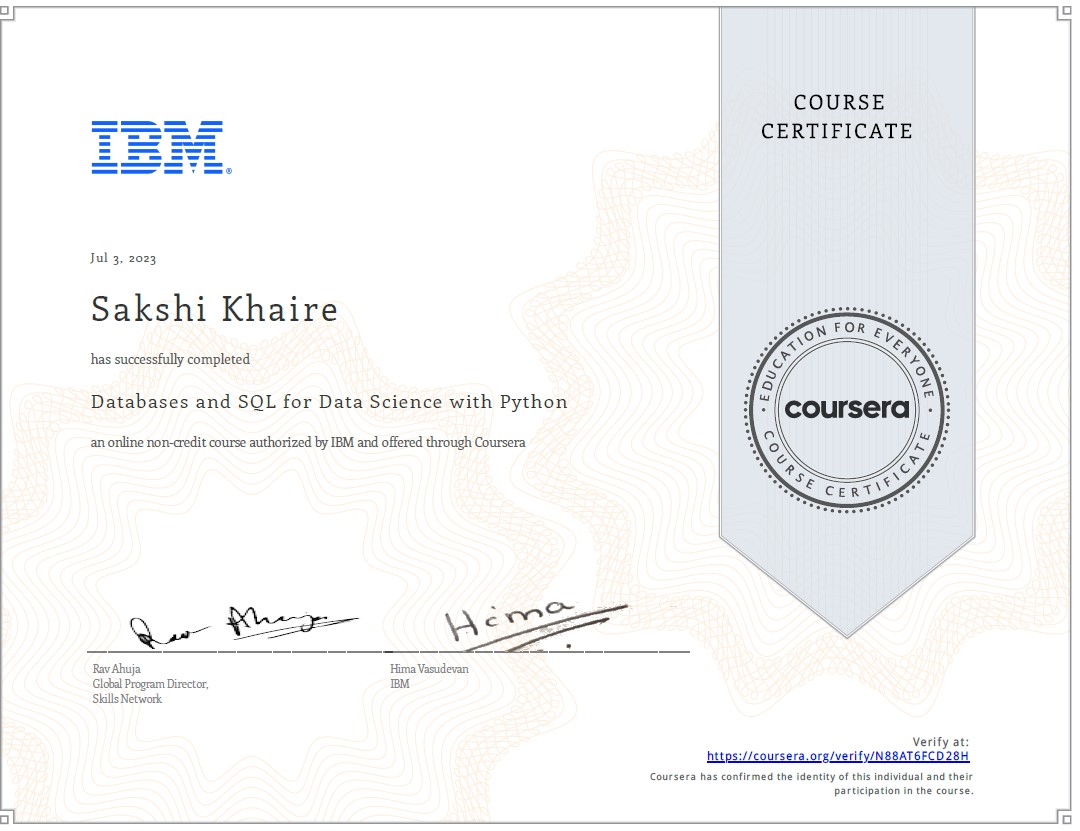 COURSE
CERTIFICATE
IBM®
Jul 3, 2023
Sakshi Khaire
has successfully completed
Databases and SQL for Data Science with Python
an online non-credit course authorized by IBM and offered through Coursera
EDUCATION FOR EVERYONE
coursera
COURSE CERTIFICATE
Hima
Rav Ahuja
Global Program Director,
Skills Network
Hima Vasudevan
IBM
Verify at:
https://coursera.org/verify/N88AT6FCD28H
Coursera has confirmed the identity of this individual and their
participation in the course.